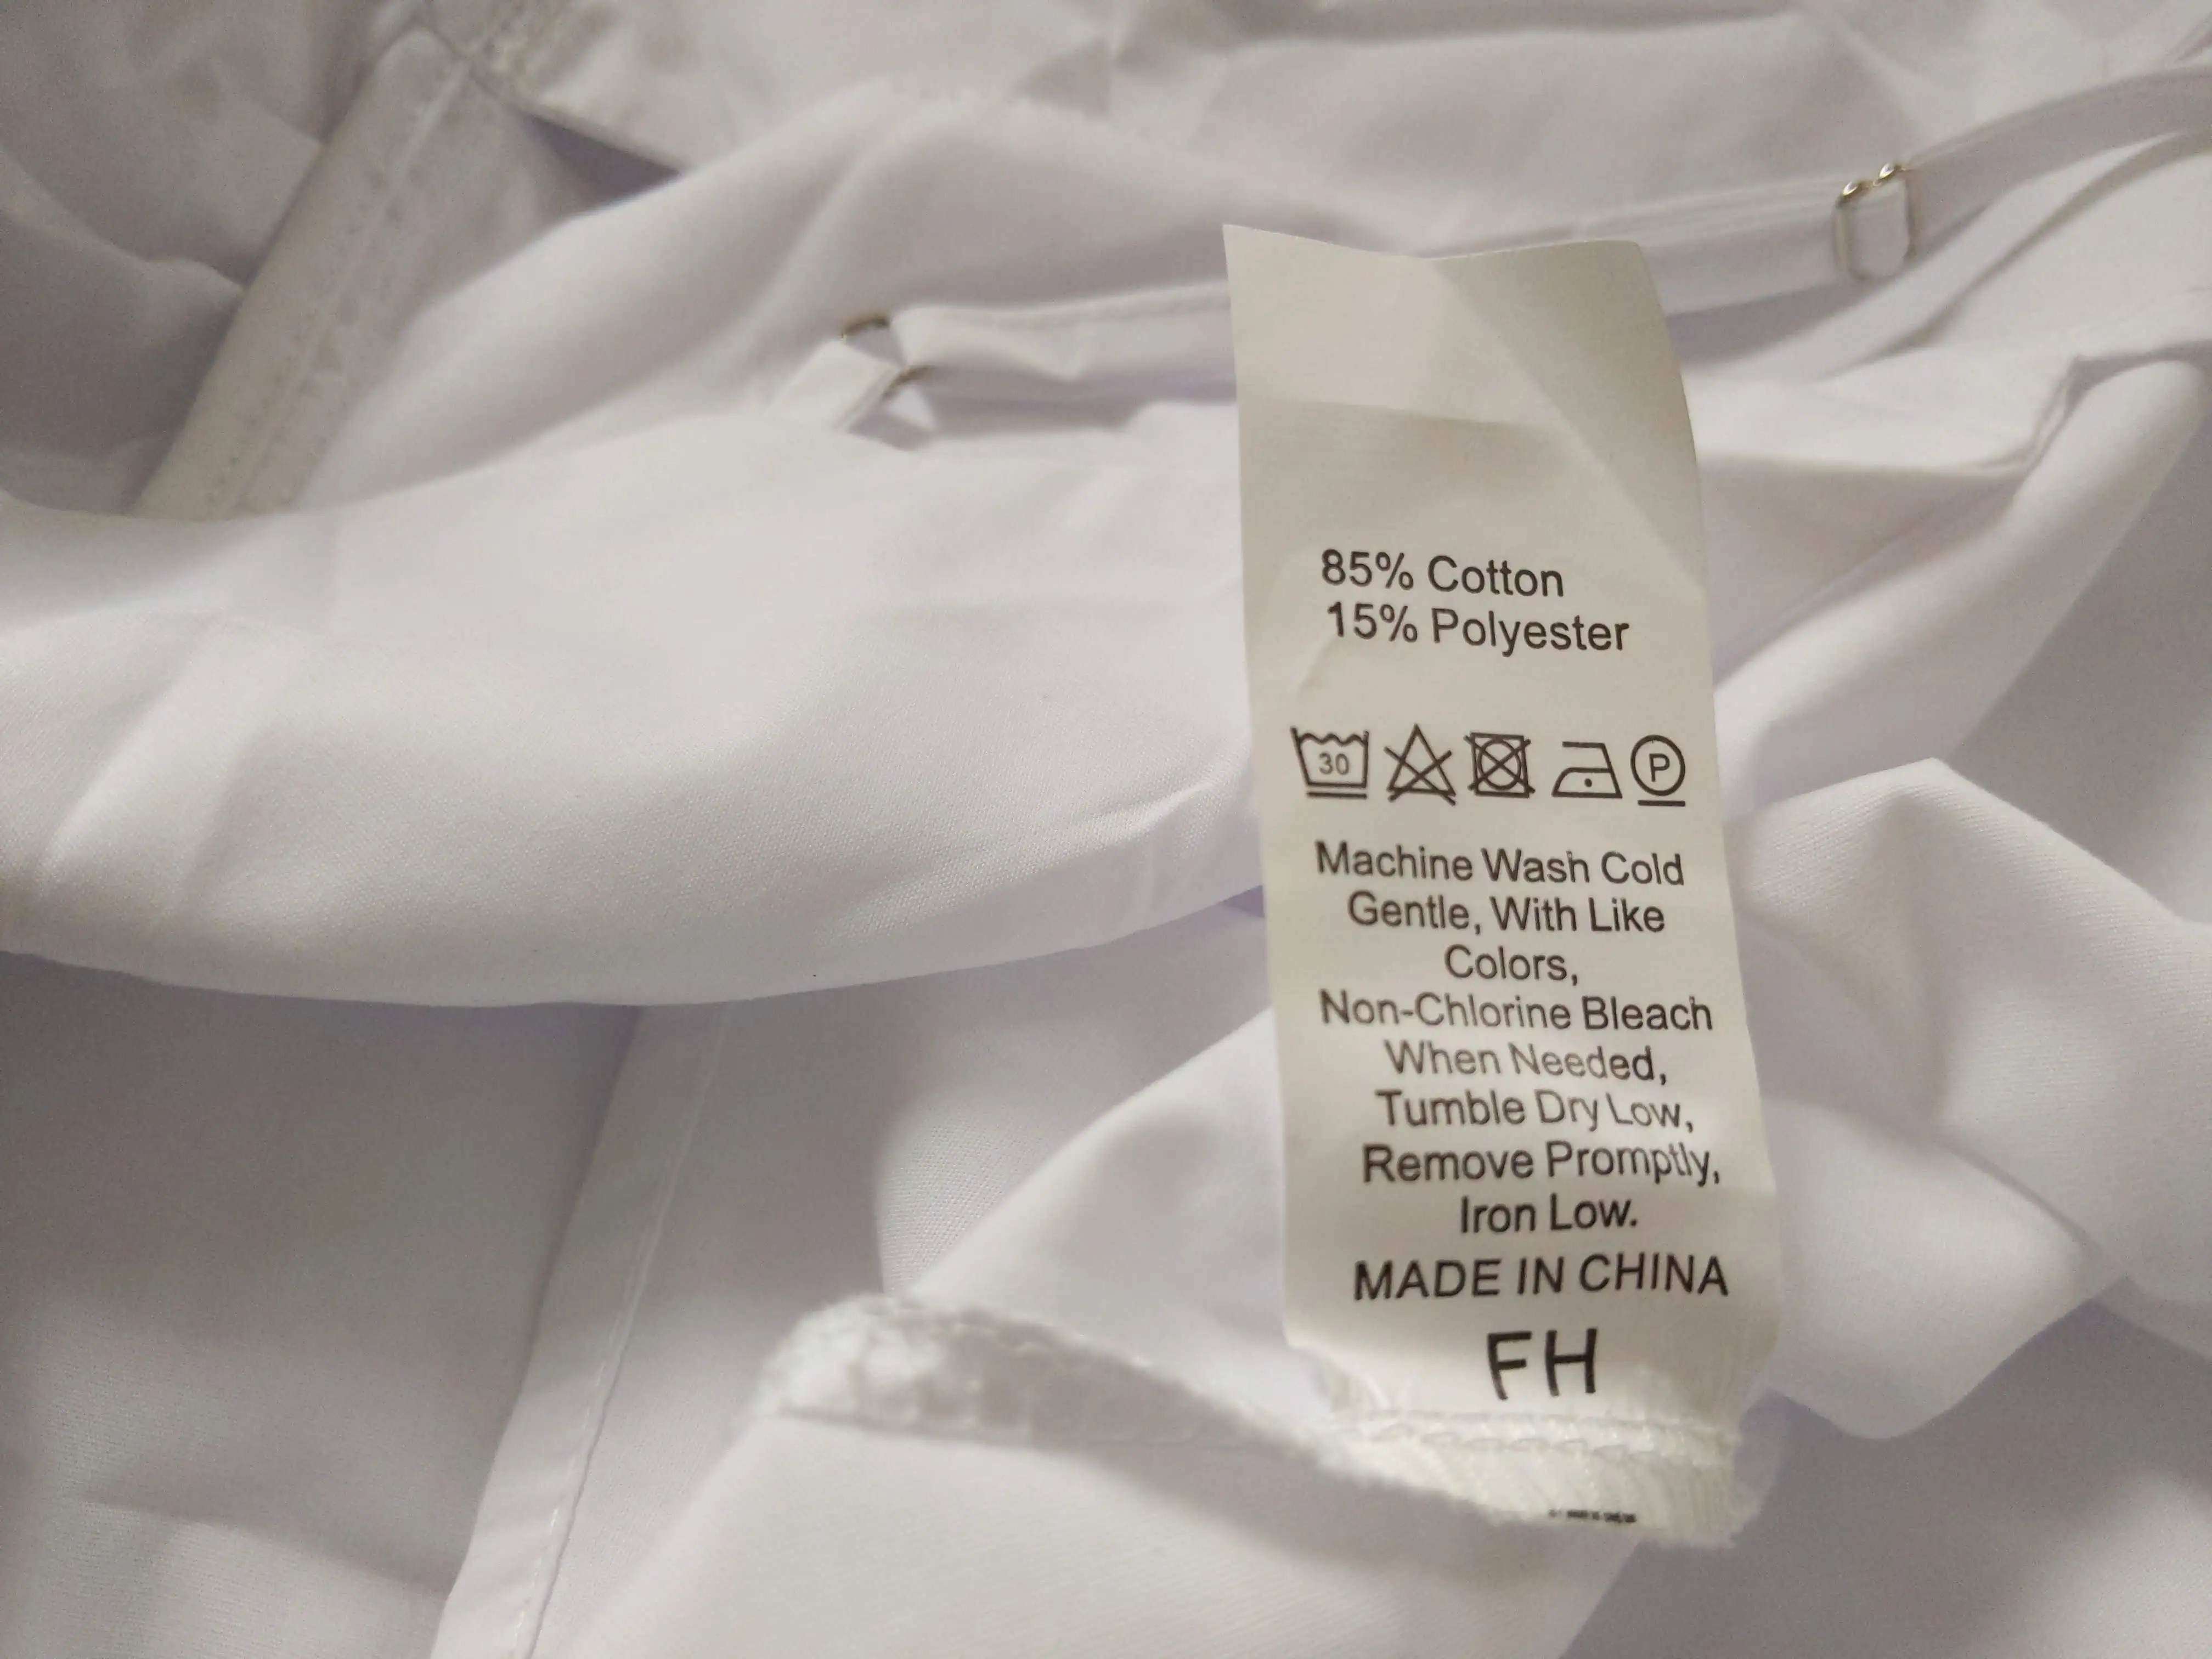 85% Cotton
15% Polyester
30 P
Machine Wash Cold
Gentle, With Like
Colors,
Non-Chlorine Bleach
When Needed,
Tumble Dry Low,
Remove Promptly,
Iron Low.
MADE IN CHINA
FH